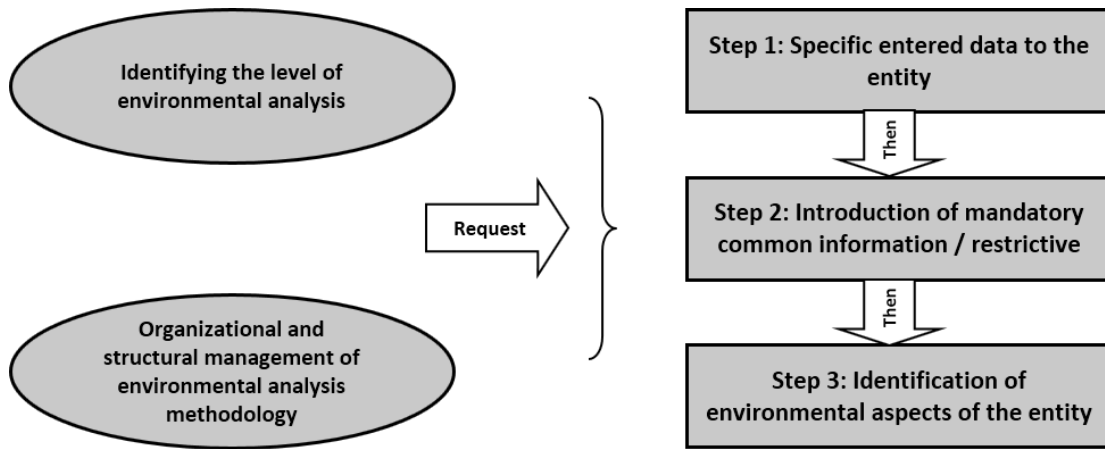 Identifying the level of
environmental analysis
Organizational and
structural management of
environmental analysis
methodology
Request
Step 1: Specific entered data to the
entity
Then
Step 2: Introduction of mandatory
common information / restrictive
Then
Step 3: Identification of
environmental aspects of the entity